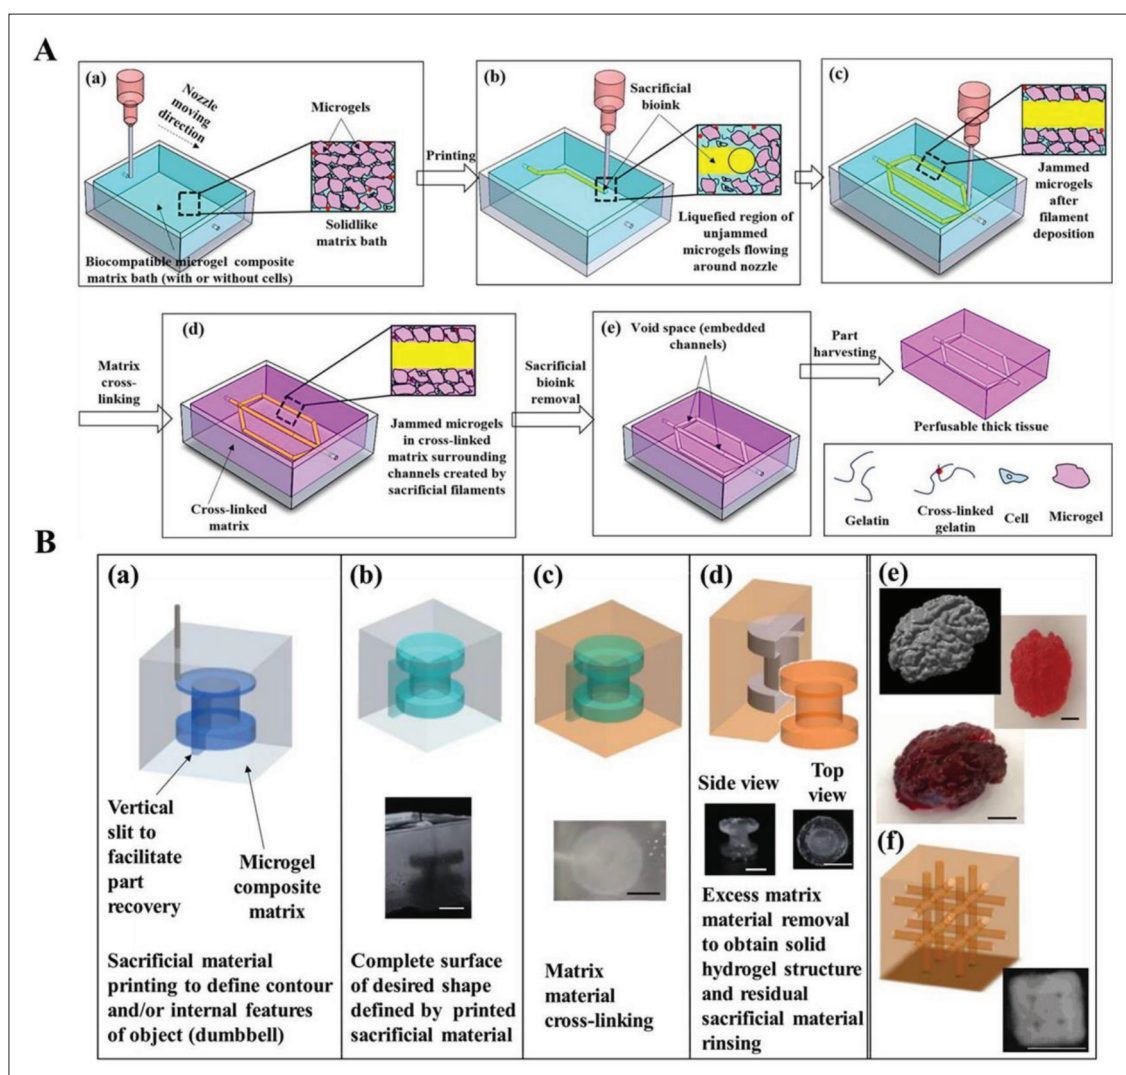 A
(a)
Nozzle
moving
direction
Microgels
Solidlike
matrix bath
Biocompatible microgel composite
matrix bath (with or without cells)
Printing
(b)
Sacrificial
bioink
Liquefied region of
unjammed
microgels flowing
around nozzle
(c)
Jammed
microgels
after
filament
deposition
Matrix
cross-
linking
(d)
Jammed microgels
in cross-linked
matrix surrounding
channels created by
sacrificial filaments
Cross-linked
matrix
Sacrificial
bioink
removal
(e)
Void space (embedded
channels)
Part
harvesting
Perfusable thick tissue
Gelatin
Cross-linked
gelatin
Cell
Microgel
B
(a)
Vertical
slit to
facilitate
part
recovery
Microgel
composite
matrix
Sacrificial material
printing to define contour
and/or internal features
of object (dumbbell)
(b)
Complete surface
of desired shape
defined by printed
sacrificial material
(c)
Matrix
material
cross-linking
(d)
Side view
Top
view
Excess matrix
material removal
to obtain solid
hydrogel structure
and residual
sacrificial material
rinsing
(e)
(f)